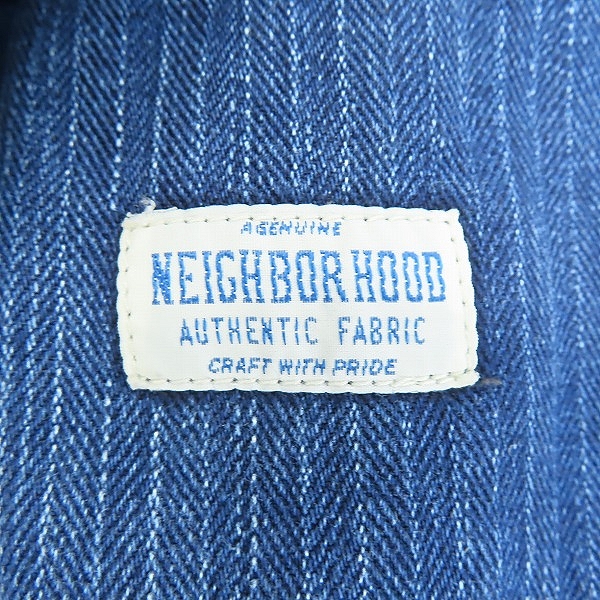 A GENUINE
NEIGHBORHOOD
AUTHENTIC FABRIC
CRAFT WITH PRIDE